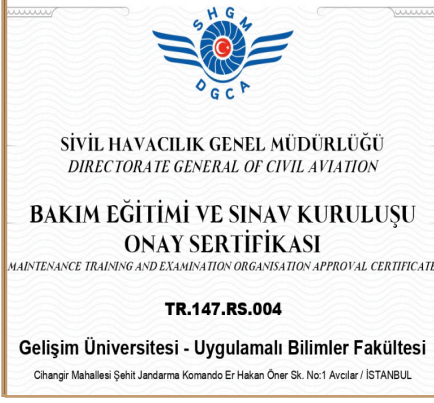 SHGM
DGCA
SİVİL HAVACILIK GENEL MÜDÜRLÜĞÜ
DIRECTORATE GENERAL OF CIVIL AVIATION
BAKIM EĞİTİMİ VE SINAV KURULUŞU
ONAY SERTİFİKASI
MAINTENANCE TRAINING AND EXAMINATION ORGANISATION APPROVAL CERTIFICATE
TR.147.RS.004
Gelişim Üniversitesi - Uygulamalı Bilimler Fakültesi
Cihangir Mahallesi Şehit Jandarma Komando Er Hakan Öner Sk. No:1 Avcılar / İSTANBUL